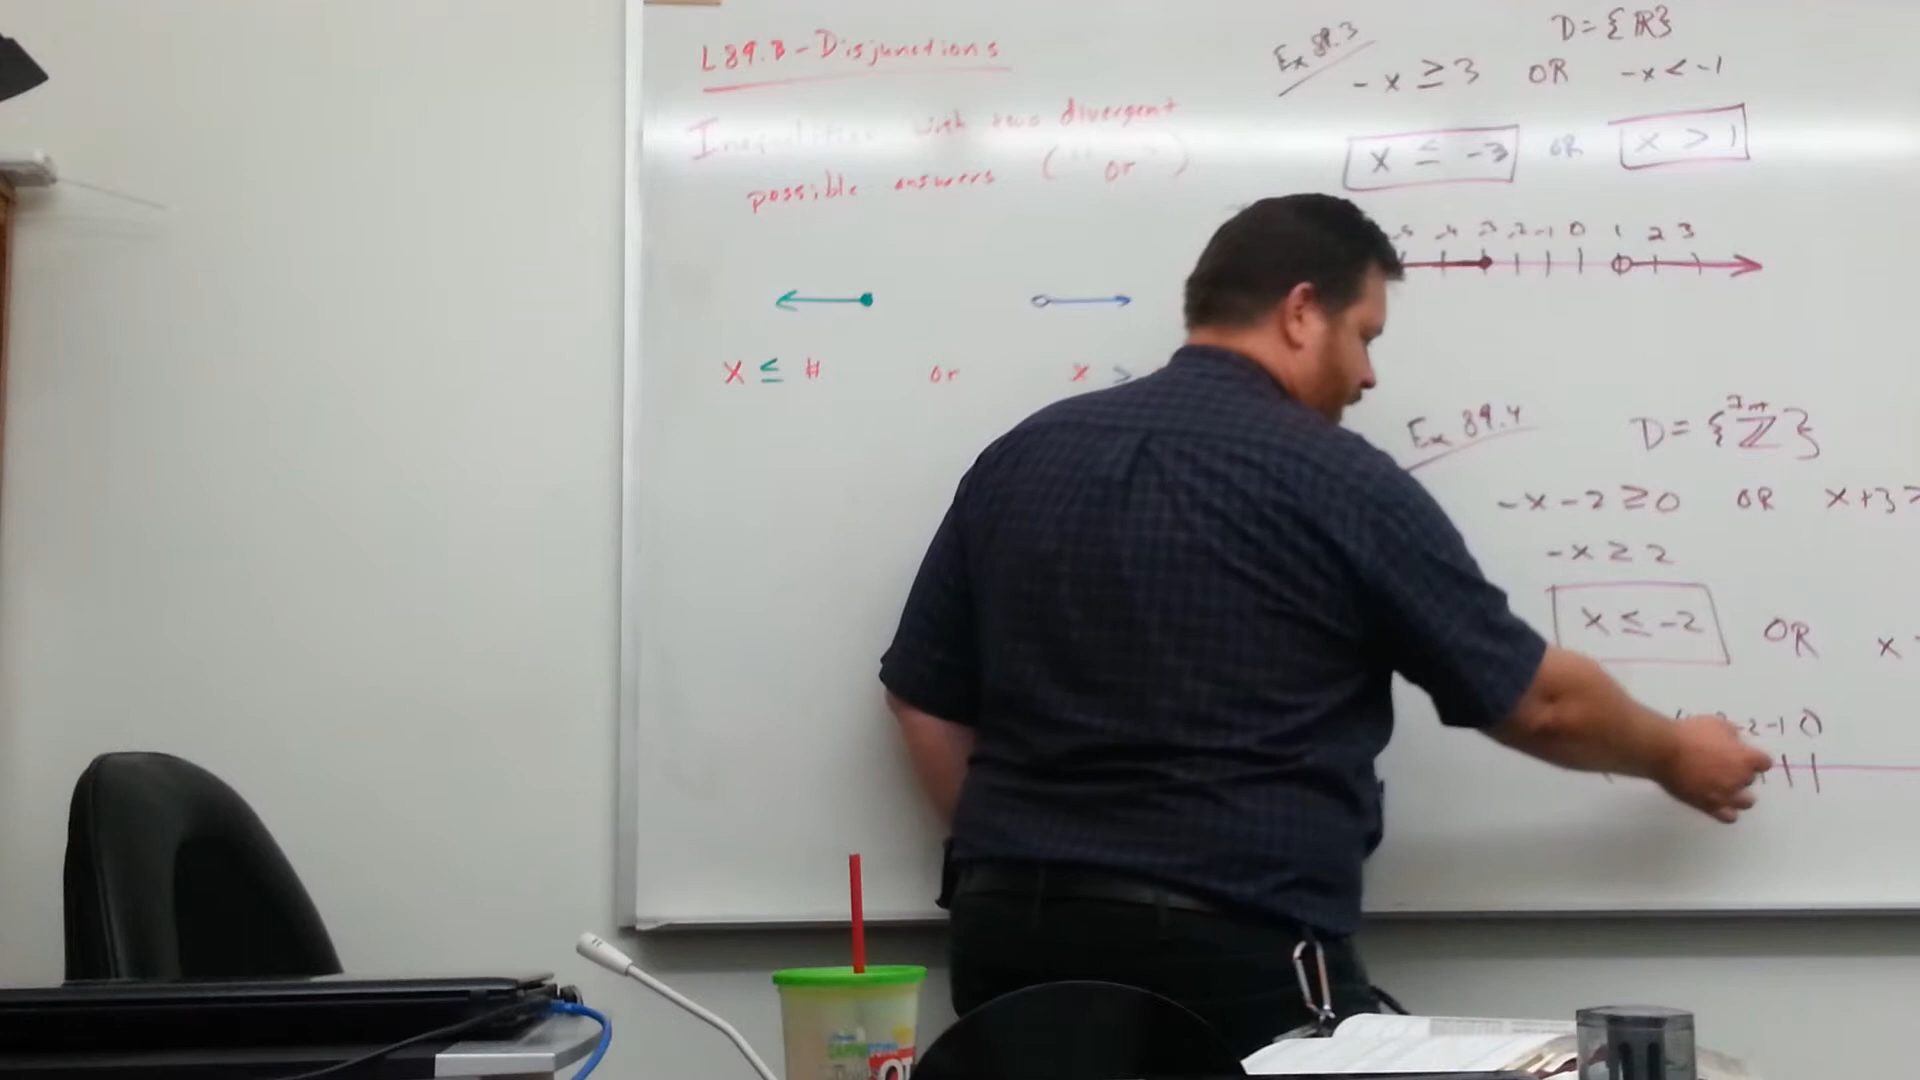 L 89.3 - Disjunctions
Inequalities with two divergent
possible answers ("or")
X ≤ # or x >
Ex 89.3
D = {ℝ}
-x ≥ 3 OR -x < -1
x ≤ -3 OR x > 1
-4 -3 -2 -1 0 1 2 3
Ex 89.4
D = {ℤ}
-x - 2 ≥ 0 OR x + 3
-x ≥ 2
x ≤ -2 OR x
-2 -1 0